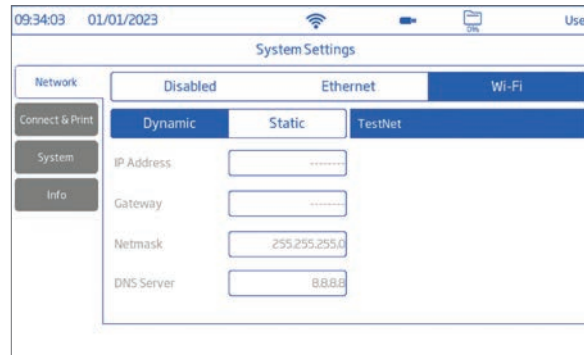 09:34:03 01/01/2023 0% Use
System Settings
Network Disabled Ethernet Wi-Fi
Connect & Print Dynamic Static TestNet
System IP Address --------
Info
Gateway --------
Netmask 255.255.255.0
DNS Server 8.8.8.8